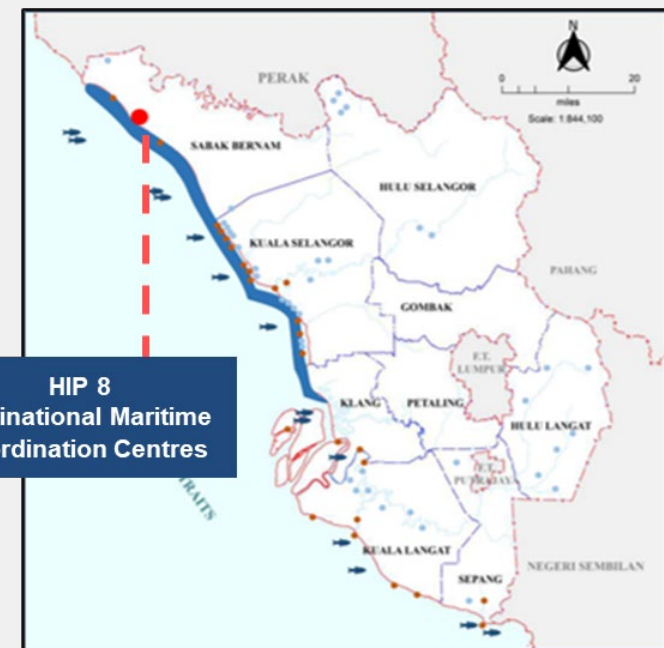 N
PERAK
0 20
miles
Scale: 1:844,100
SABAK BERNAM
HULU SELANGOR
KUALA SELANGOR
PAHANG
GOMBAK
F.T.
LUMPUR
HIP 8
inational Maritime
rdination Centres
KLANG
PETALING
HULU LANGAT
F.T.
PUTRAJAYA
TRAITS
KUALA LANGAT
NEGERI SEMBILAN
SEPANG